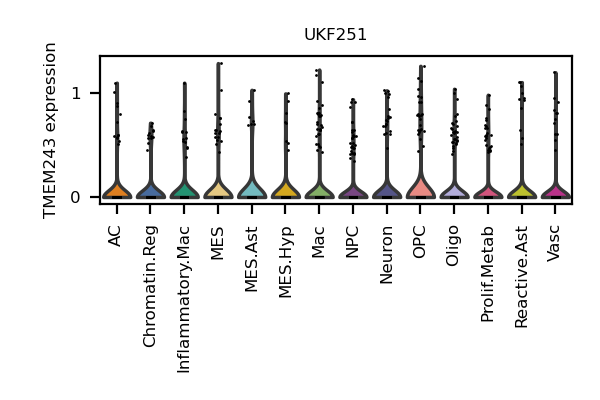 UKF251
TMEM243 expression
1
0
AC
Chromatin.Reg
Inflammatory.Mac
MES
MES.Ast
MES.Hyp
Mac
NPC
Neuron
OPC
Oligo
Prolif.Metab
Reactive.Ast
Vasc